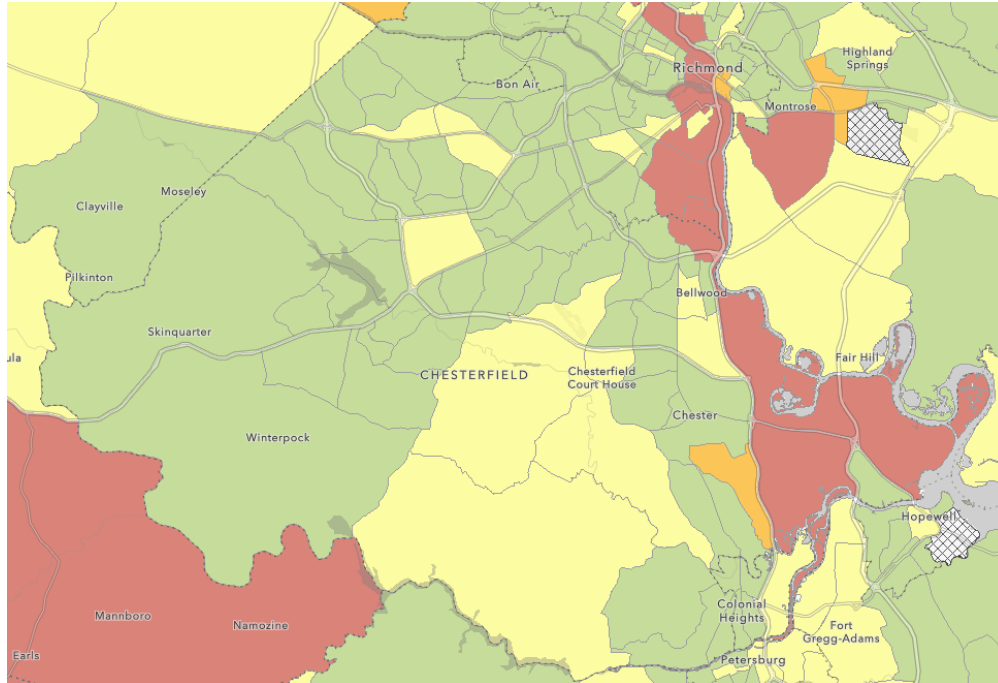 Highland
Springs
Richmond
Bon Air
Montrose
Moseley
Clayville
Pilkinton
Bellwood
Skinquarter
ula
Fair Hill
CHESTERFIELD
Chesterfield
Court House
Chester
Winterpock
Hopewell
Colonial
Heights
Mannboro
Namozine
Fort
Gregg-Adams
Earls
Petersburg